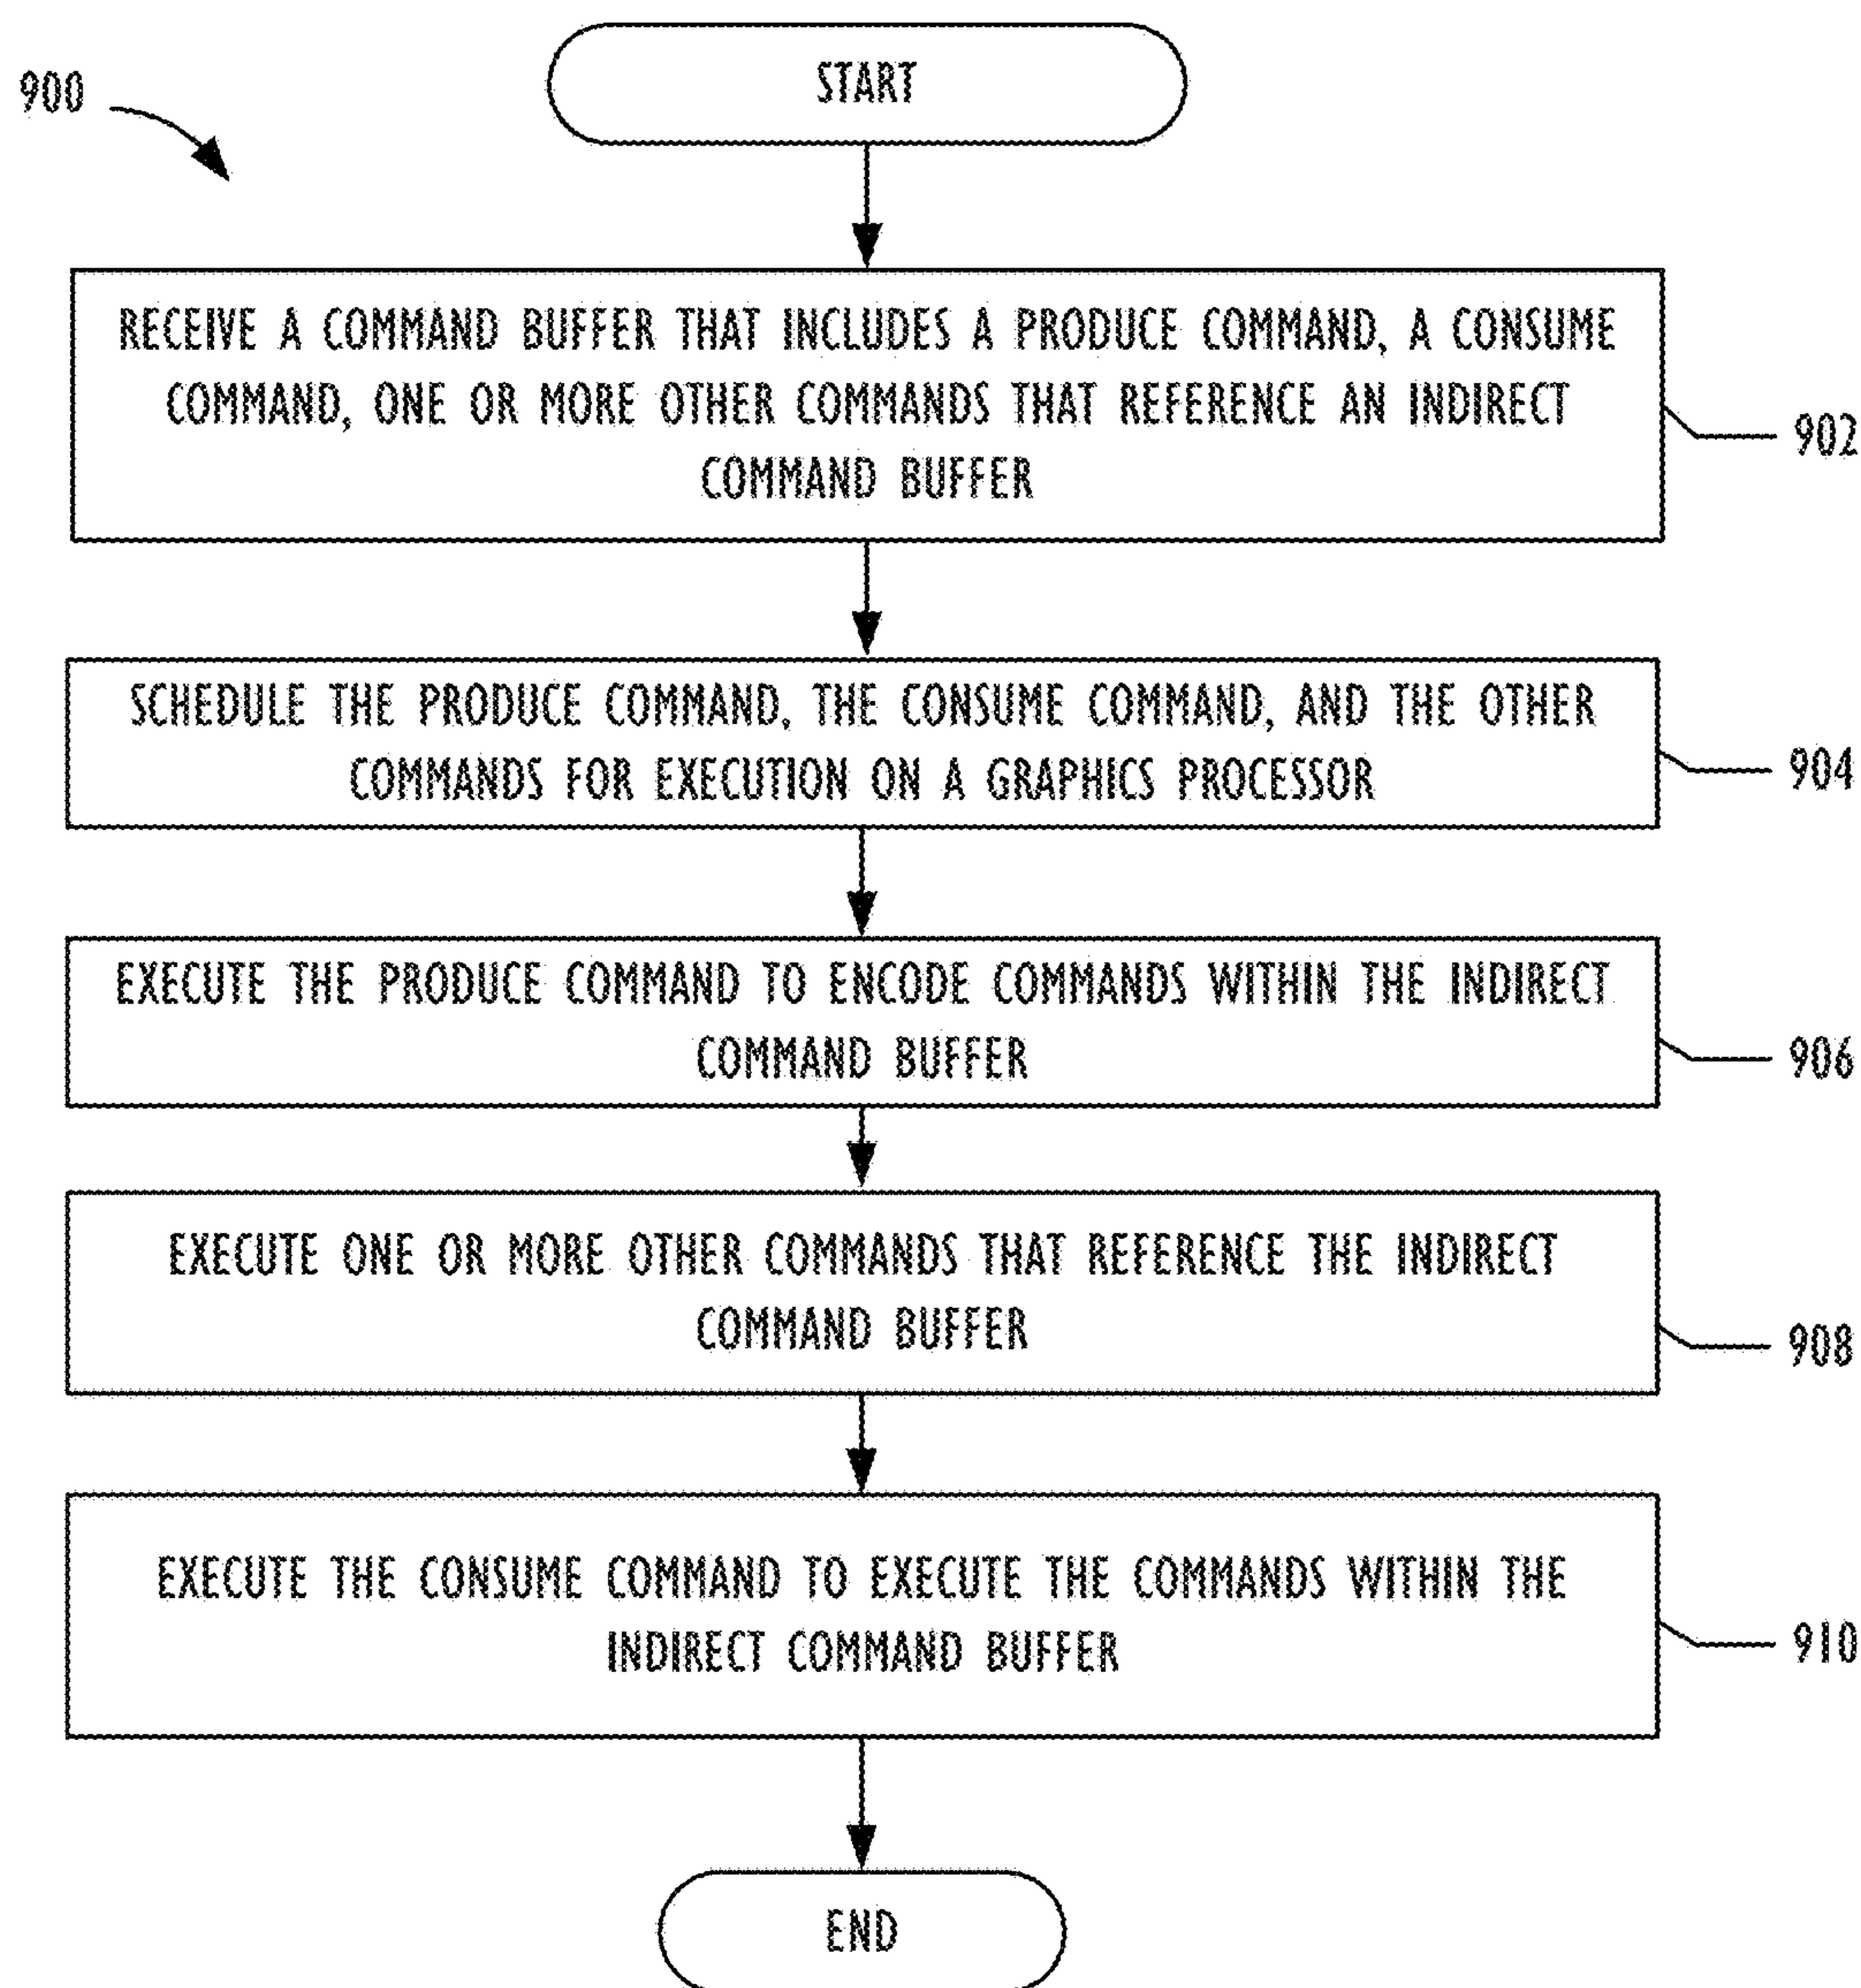 900
START
RECEIVE A COMMAND BUFFER THAT INCLUDES A PRODUCE COMMAND, A CONSUME
COMMAND, ONE OR MORE OTHER COMMANDS THAT REFERENCE AN INDIRECT
COMMAND BUFFER
902
SCHEDULE THE PRODUCE COMMAND, THE CONSUME COMMAND, AND THE OTHER
COMMANDS FOR EXECUTION ON A GRAPHICS PROCESSOR
904
EXECUTE THE PRODUCE COMMAND TO ENCODE COMMANDS WITHIN THE INDIRECT
COMMAND BUFFER
906
EXECUTE ONE OR MORE OTHER COMMANDS THAT REFERENCE THE INDIRECT
COMMAND BUFFER
908
EXECUTE THE CONSUME COMMAND TO EXECUTE THE COMMANDS WITHIN THE
INDIRECT COMMAND BUFFER
910
END